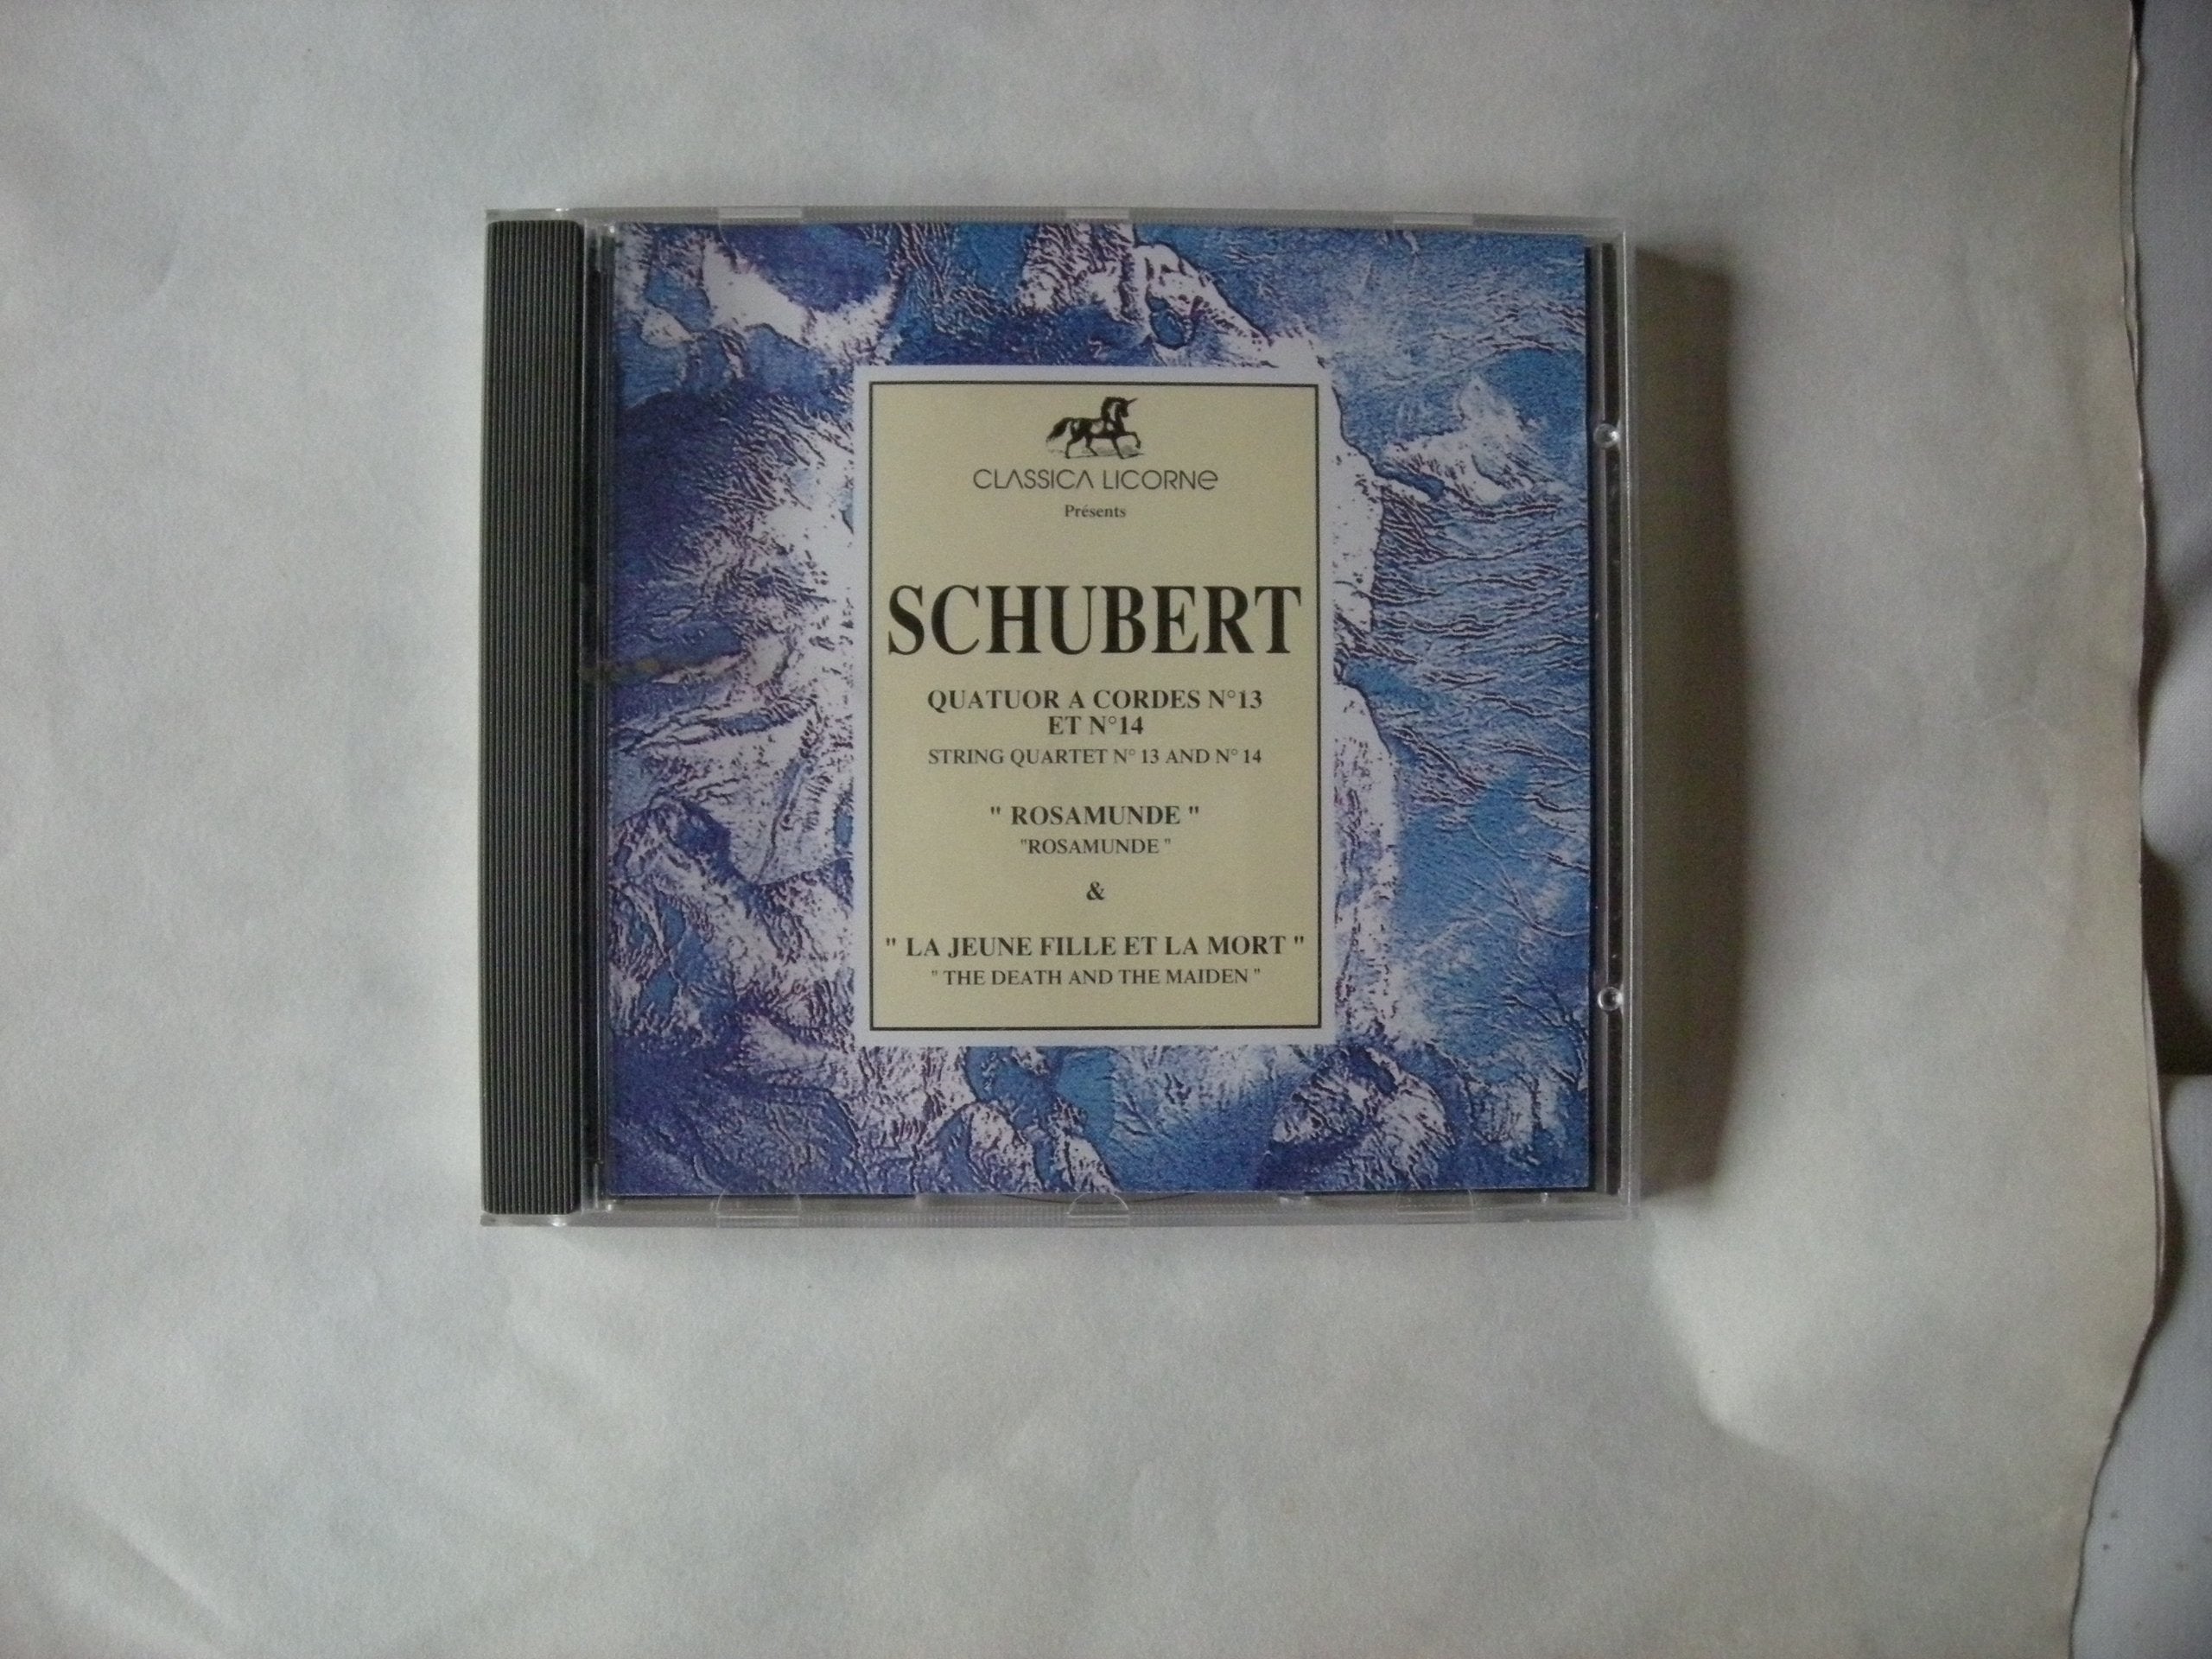 CLASSICA LICORNe
Présents
SCHUBERT
QUATUOR A CORDES N°13
ET N°14
STRING QUARTET N° 13 AND N° 14
" ROSAMUNDE "
"ROSAMUNDE "
&
" LA JEUNE FILLE ET LA MORT "
" THE DEATH AND THE MAIDEN "